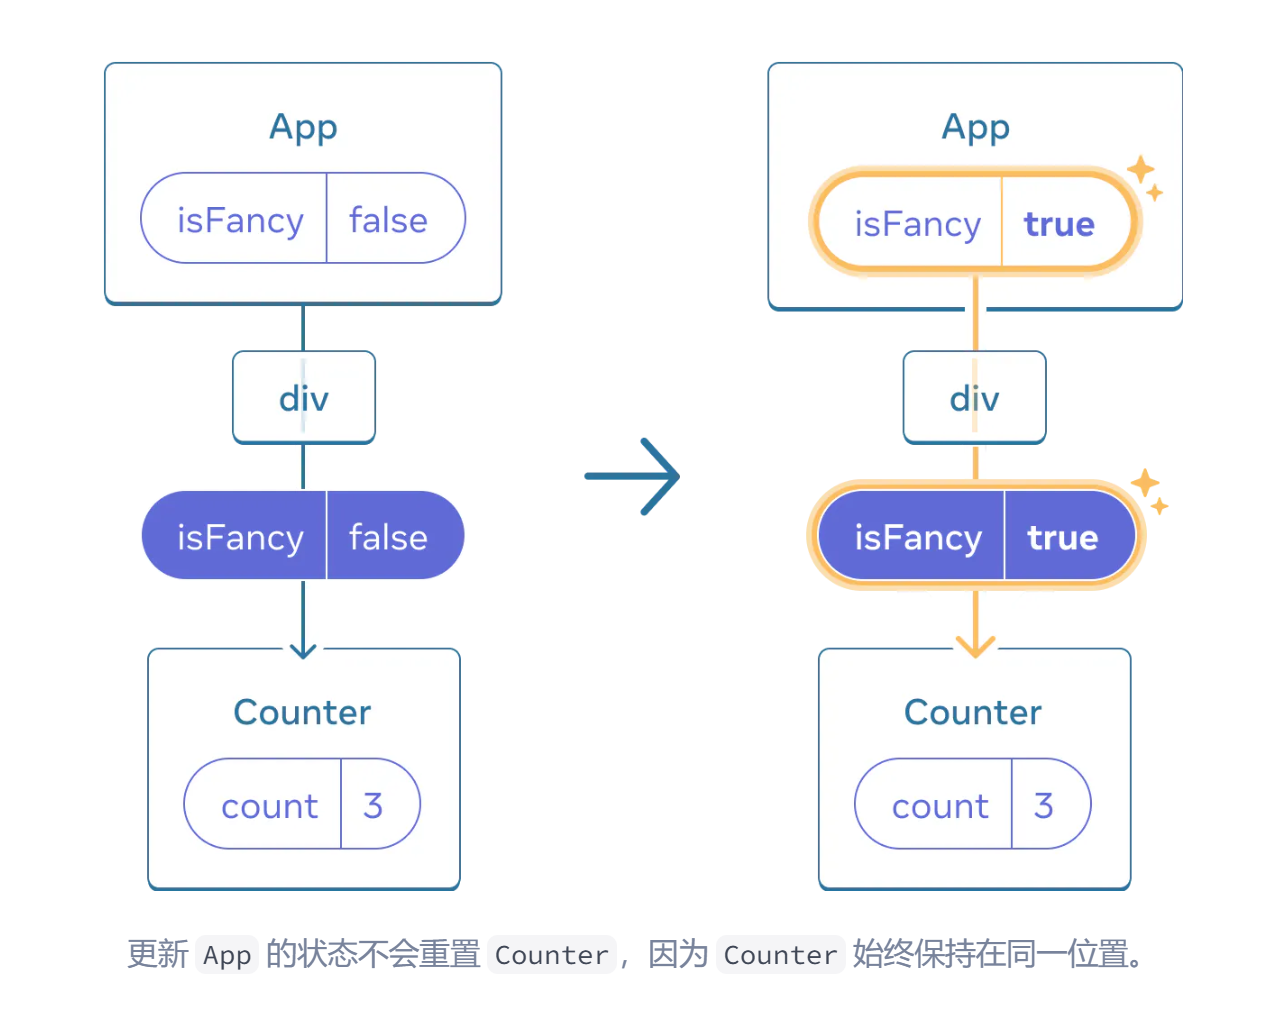 App
isFancy false
div
isFancy false
Counter
count 3
App
isFancy true
div
isFancy true
Counter
count 3
更新 App 的状态不会重置 Counter，因为 Counter 始终保持在同一位置。